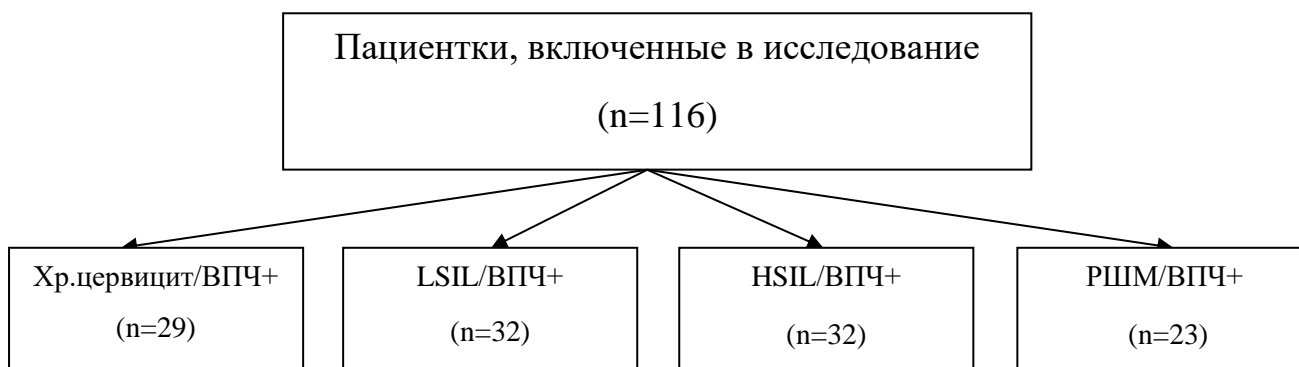 Пациентки, включенные в исследование
(n=116)
Хр.цервицит/ВПЧ+
(n=29)
LSIL/ВПЧ+
(n=32)
HSIL/ВПЧ+
(n=32)
РШМ/ВПЧ+
(n=23)